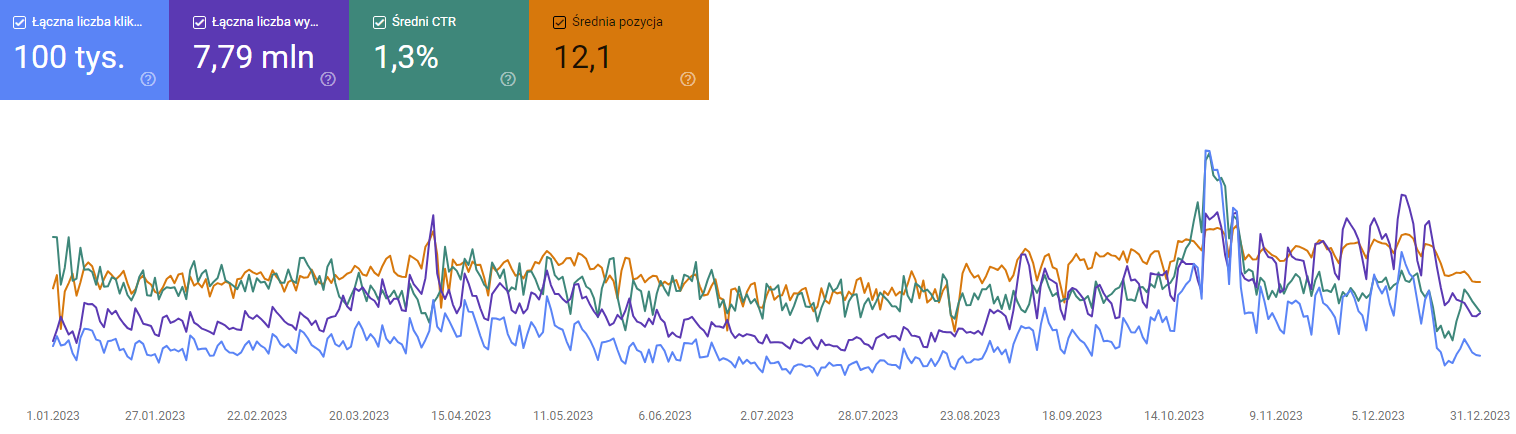 Łączna liczba klik...
Łączna liczba wy...
Średni CTR
Średnia pozycja
100 tys.
7,79 mln
1,3%
12,1
1.01.2023 27.01.2023 22.02.2023 20.03.2023 15.04.2023 11.05.2023 6.06.2023 2.07.2023 28.07.2023 23.08.2023 18.09.2023 14.10.2023 9.11.2023 5.12.2023 31.12.2023